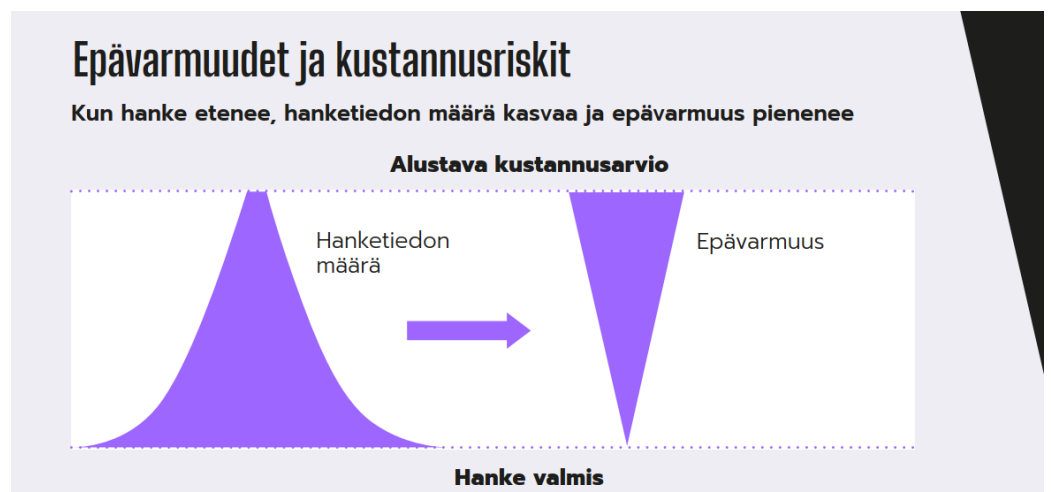 Epävarmuudet ja kustannusriskit
Kun hanke etenee, hanketiedon määrä kasvaa ja epävarmuus pienenee
Alustava kustannusarvio
Hanketiedon
määrä
Epävarmuus
Hanke valmis